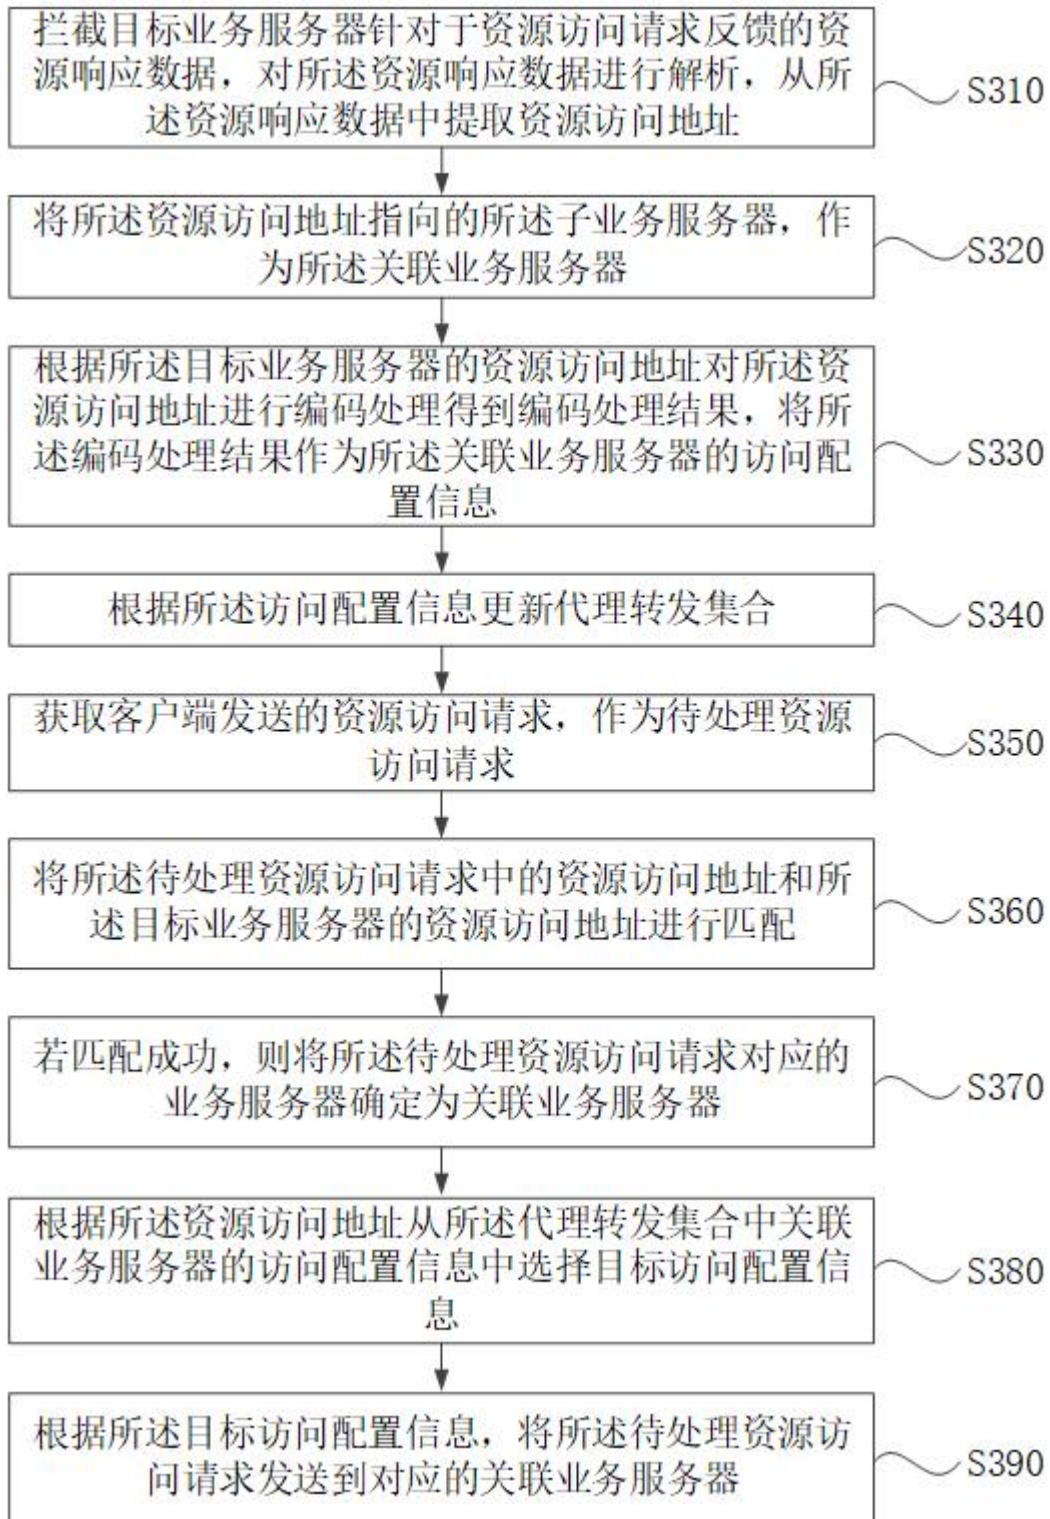 拦截目标业务服务器针对于资源访问请求反馈的资
源响应数据，对所述资源响应数据进行解析，从所
述资源响应数据中提取资源访问地址
S310
将所述资源访问地址指向的所述子业务服务器，作
为所述关联业务服务器
S320
根据所述目标业务服务器的资源访问地址对所述资
源访问地址进行编码处理得到编码处理结果，将所
述编码处理结果作为所述关联业务服务器的访问配
置信息
S330
根据所述访问配置信息更新代理转发集合
S340
获取客户端发送的资源访问请求，作为待处理资源
访问请求
S350
将所述待处理资源访问请求中的资源访问地址和所
述目标业务服务器的资源访问地址进行匹配
S360
若匹配成功，则将所述待处理资源访问请求对应的
业务服务器确定为关联业务服务器
S370
根据所述资源访问地址从所述代理转发集合中关联
业务服务器的访问配置信息中选择目标访问配置信
息
S380
根据所述目标访问配置信息，将所述待处理资源访
问请求发送到对应的关联业务服务器
S390